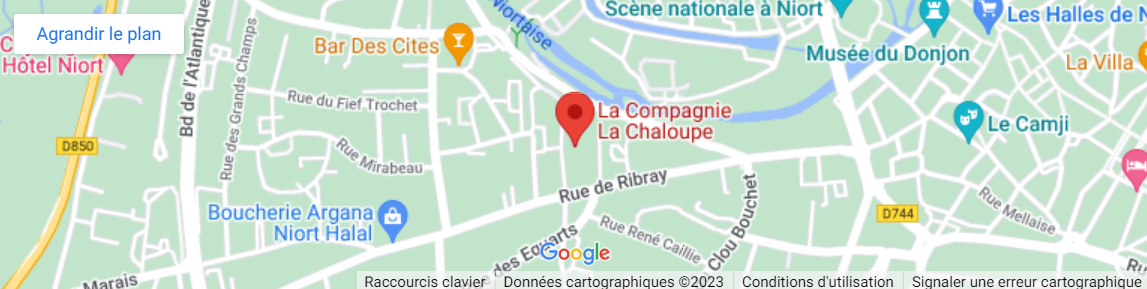 Agrandir le plan
Hôtel Niort
Bd de l'Atlantique
Rue des Grands Champs
Bar Des Cites
Niortaise
Scène nationale à Niort
Musée du Donjon
Les Halles de N
La Villa
Rue du Fief Trochet
La Compagnie
La Chaloupe
Le Camji
D850
Rue Mirabeau
Rue de Ribray
Boucherie Argana
Niort Halal
Clou Bouchet
D744
Rue Mellaise
Rue René Caillie
des Equarts
Google
Marais
Raccourcis clavier
Données cartographiques ©2023
Conditions d'utilisation
Signaler une erreur cartographique